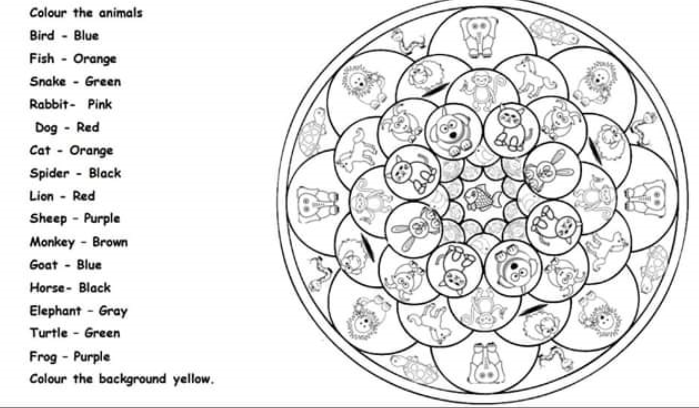 Colour the animals
Bird - Blue
Fish - Orange
Snake - Green
Rabbit- Pink
Dog - Red
Cat - Orange
Spider - Black
Lion - Red
Sheep - Purple
Monkey - Brown
Goat - Blue
Horse- Black
Elephant - Gray
Turtle - Green
Frog - Purple
Colour the background yellow.